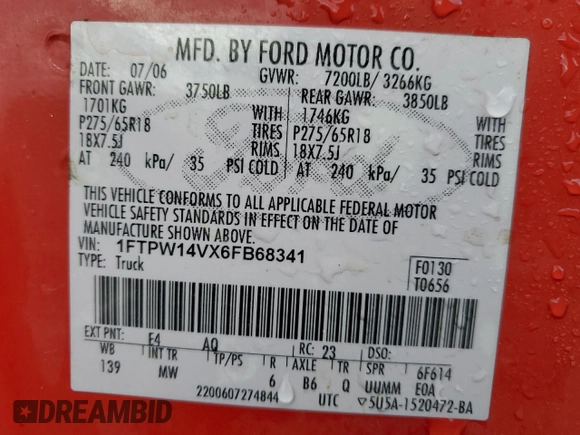 MFD. BY FORD MOTOR CO.
DATE: 07/06 GVWR: 7200LB/ 3266KG
FRONT GAWR: 3750LB REAR GAWR: 3850LB
1701KG WITH 1746KG WITH
P275/65R18 TIRES P275/65R18 TIRES
18X7.5J RIMS 18X7.5J RIMS
AT 240 kPa/ 35 PSI COLD AT 240 kPa/ 35 PSI COLD
THIS VEHICLE CONFORMS TO ALL APPLICABLE FEDERAL MOTOR
VEHICLE SAFETY STANDARDS IN EFFECT ON THE DATE OF
MANUFACTURE SHOWN ABOVE.
VIN: 1FTPW14VX6FB68341
TYPE: Truck
F0130
T0656
EXT PNT: E4 AQ RC: 23 DSO:
WB INT TR TP/PS R AXLE TR SPR 6F614
139 MW 6 B6 Q UUMM EOA
2200607274844 UTC ▽5U5A-1520472-BA
Ford
DREAMBID